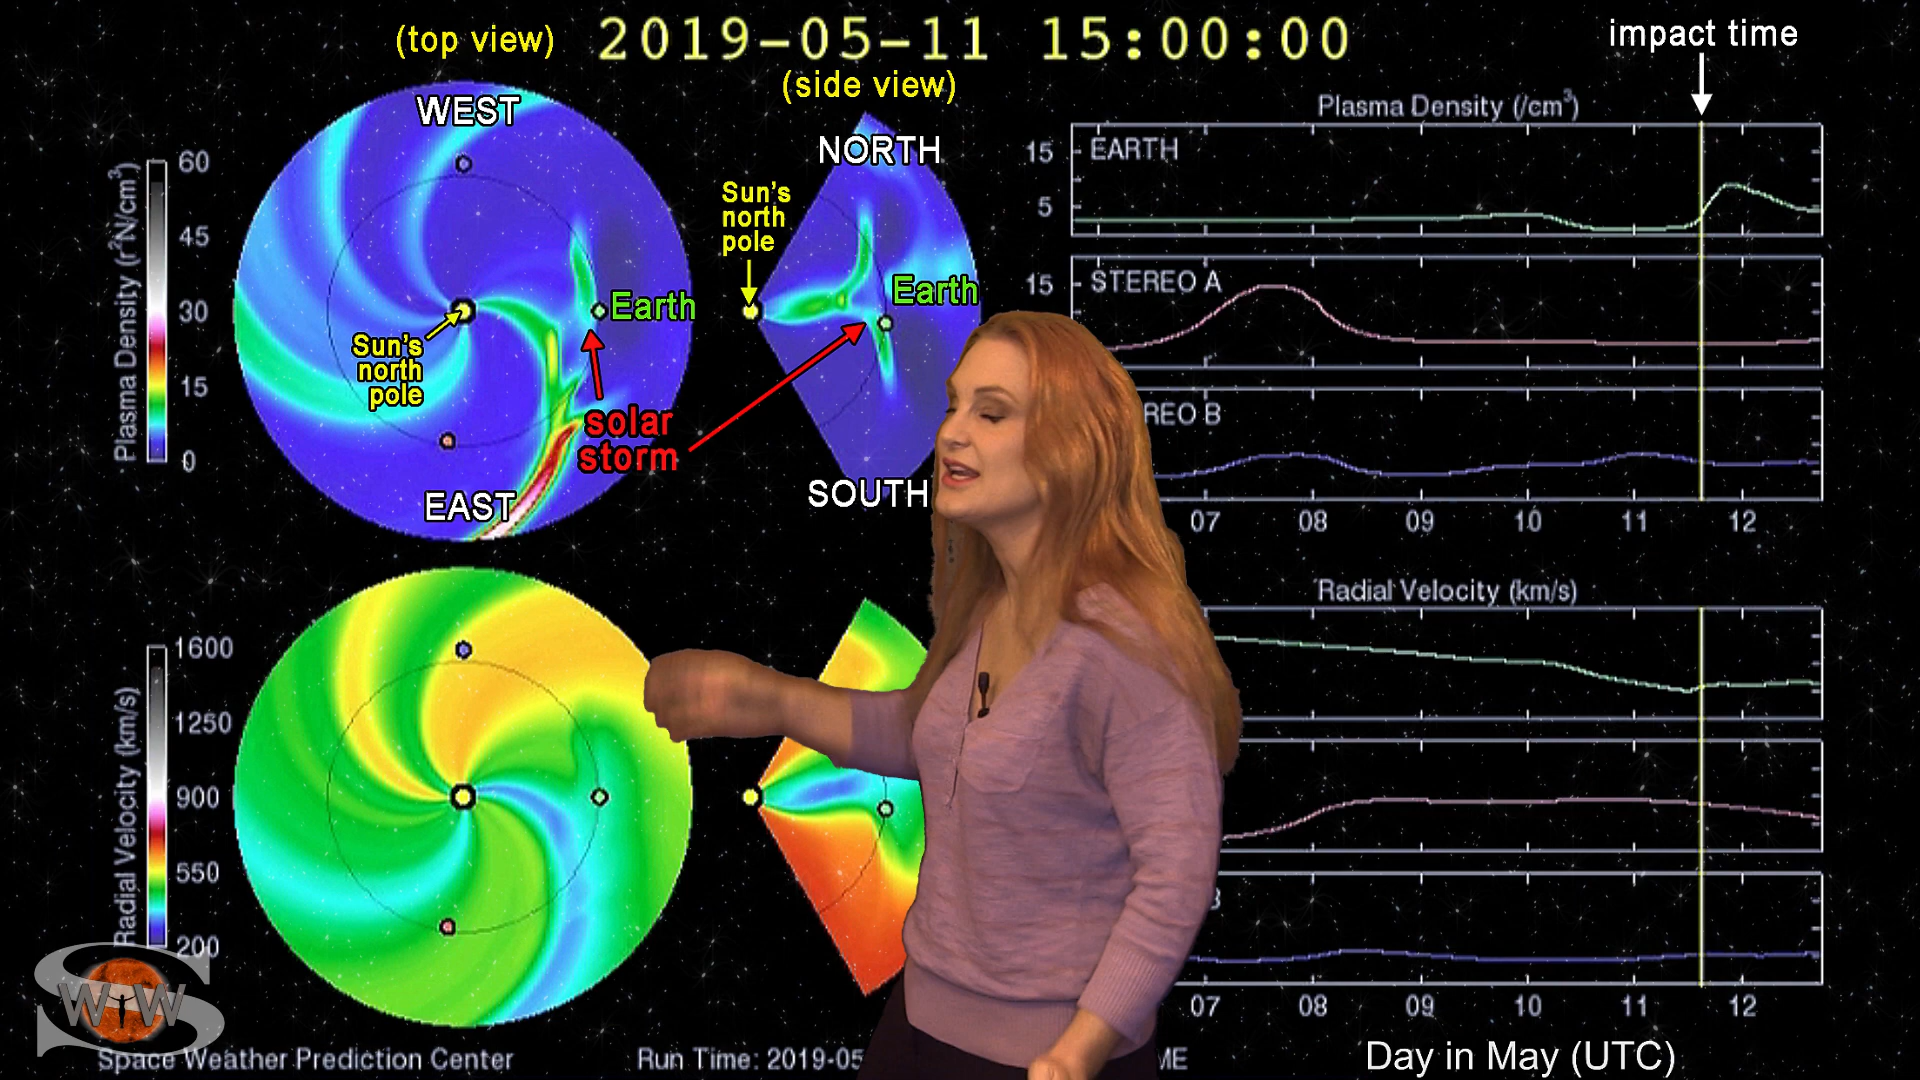 (top view)
2019-05-11 15:00:00
impact time
(side view)
WEST
NORTH
Plasma Density (/cm³)
Plasma Density (r²N/cm³)
60
45
30
15
0
Sun's
north
pole
Earth
Sun's
north
pole
Earth
solar
storm
EAST
SOUTH
15
5
EARTH
15
STEREO A
REO B
07 08 09 10 11 12
Radial Velocity (km/s)
Radial Velocity (km/s)
1600
1250
900
550
200
07 08 09 10 11 12
Day in May (UTC)
SWTW
Space Weather Prediction Center
Run Time: 2019-05
ME